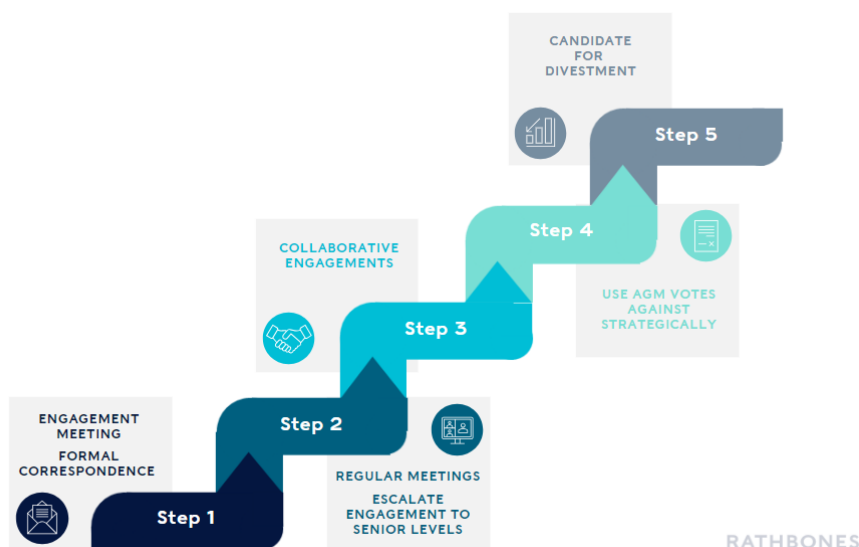 CANDIDATE
FOR
DIVESTMENT
Step 5
Step 4
USE AGM VOTES
AGAINST
STRATEGICALLY
COLLABORATIVE
ENGAGEMENTS
Step 3
Step 2
REGULAR MEETINGS
ESCALATE
ENGAGEMENT TO
SENIOR LEVELS
ENGAGEMENT
MEETING
FORMAL
CORRESPONDENCE
Step 1
RATHBONES